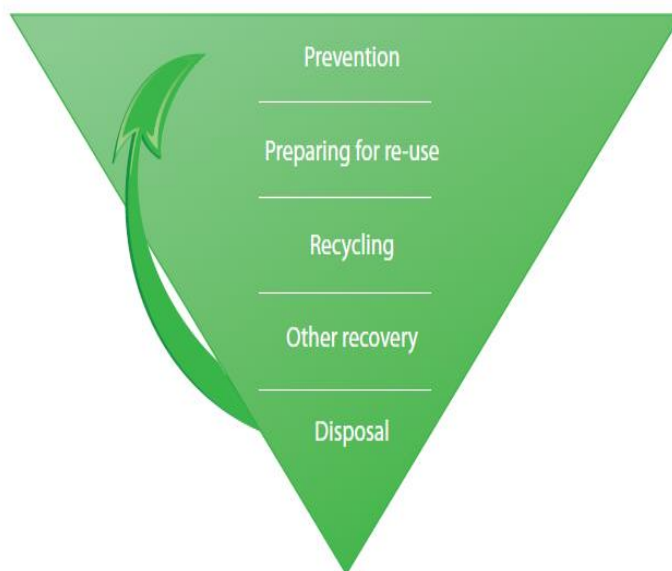 Prevention
Preparing for re-use
Recycling
Other recovery
Disposal